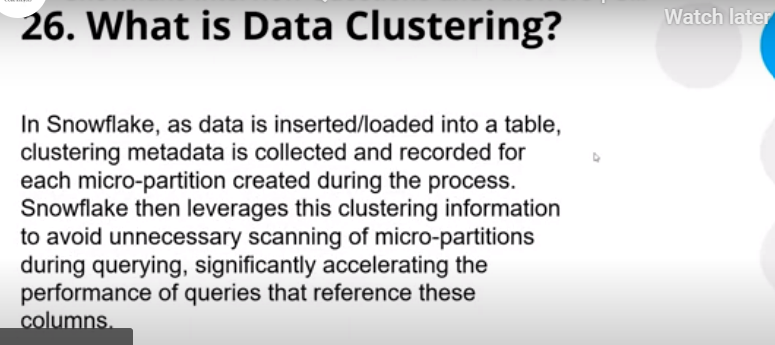 26. What is Data Clustering?
Watch later
In Snowflake, as data is inserted/loaded into a table,
clustering metadata is collected and recorded for
each micro-partition created during the process.
Snowflake then leverages this clustering information
to avoid unnecessary scanning of micro-partitions
during querying, significantly accelerating the
performance of queries that reference these
columns.